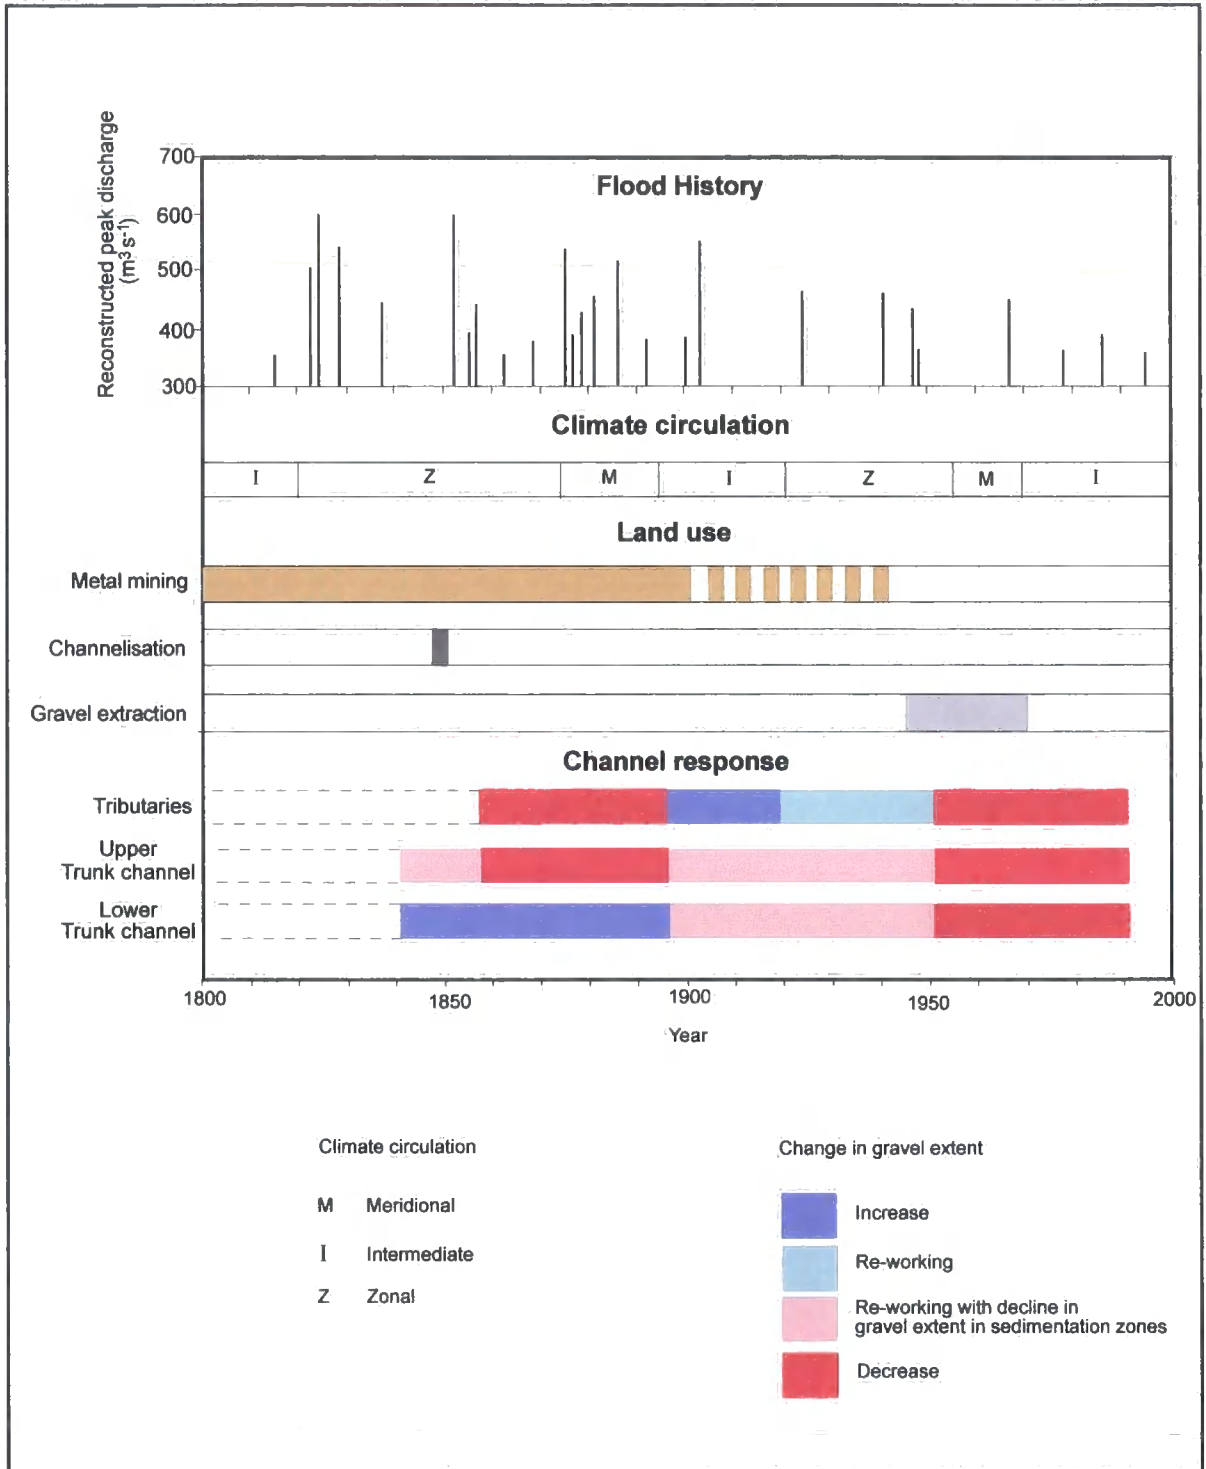 Reconstructed peak discharge
(m³ s⁻¹)
700
600
500
400
300
Flood History
Climate circulation
I
Z
M
I
Z
M
I
Land use
Metal mining
Channelisation
Gravel extraction
Channel response
Tributaries
Upper
Trunk channel
Lower
Trunk channel
1800
1850
1900
1950
2000
Year
Climate circulation
M Meridional
I Intermediate
Z Zonal
Change in gravel extent
Increase
Re-working
Re-working with decline in
gravel extent in sedimentation zones
Decrease